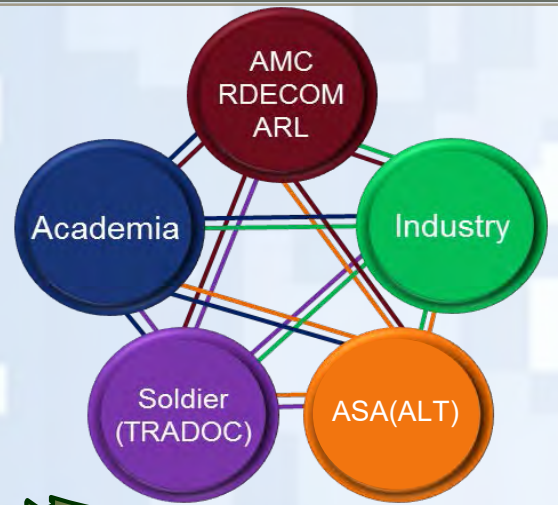 AMC
RDECOM
ARL
Academia
Industry
Soldier
(TRADOC)
ASA(ALT)